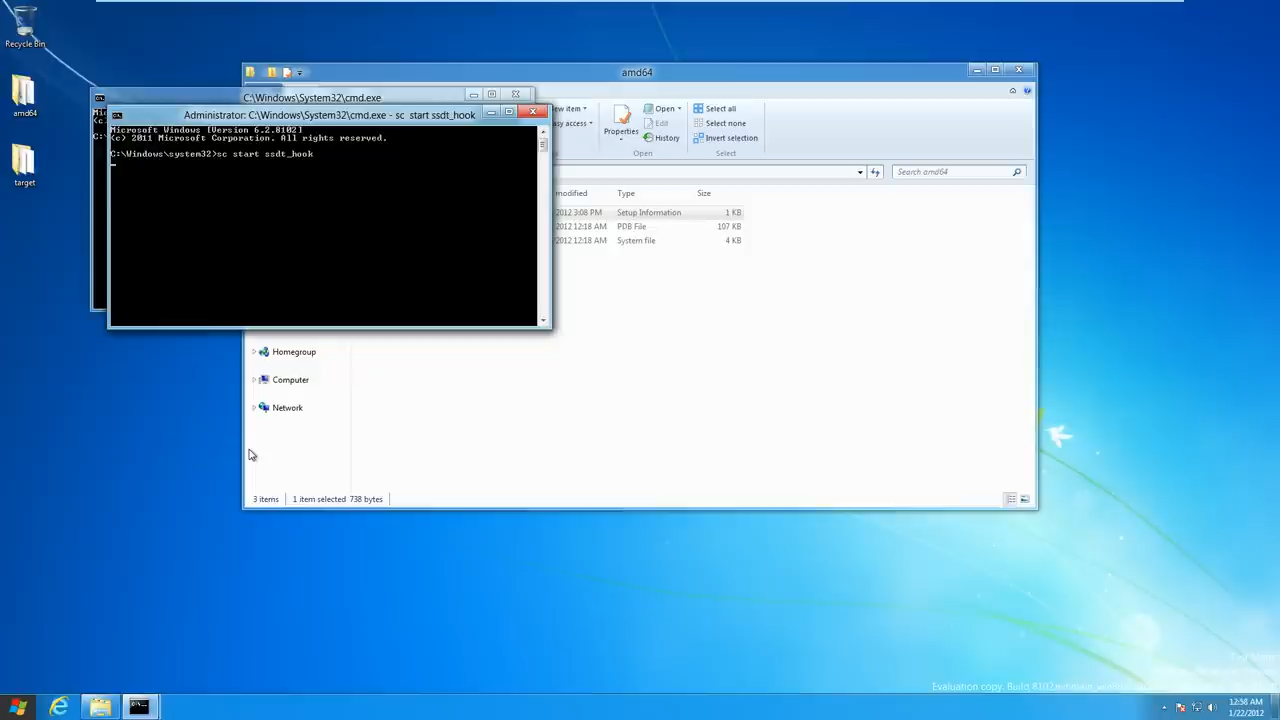 Recycle Bin
amd64
target
amd64
C:\Windows\System32\cmd.exe
Administrator: C:\Windows\System32\cmd.exe - sc start ssdt_hook
Microsoft Windows [Version 6.2.8102]
(c) 2011 Microsoft Corporation. All rights reserved.
C:\Windows\system32>sc start ssdt_hook
ew item
asy access
Properties
Open
Edit
History
Open
Select all
Select none
Invert selection
Select
Search amd64
modified
Type
Size
2012 3:08 PM
Setup Information
1 KB
2012 12:18 AM
PDB File
107 KB
2012 12:18 AM
System file
4 KB
Homegroup
Computer
Network
3 items
1 item selected 738 bytes
Evaluation copy. Build 8102
12:58 AM
1/22/2012